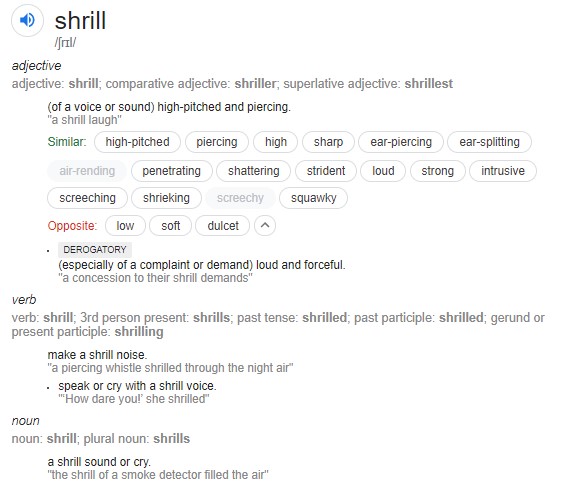 shrill
/ʃrɪl/
adjective
adjective: shrill; comparative adjective: shriller; superlative adjective: shrillest
(of a voice or sound) high-pitched and piercing.
"a shrill laugh"
Similar: high-pitched piercing high sharp ear-piercing ear-splitting
air-rending penetrating shattering strident loud strong intrusive
screeching shrieking screechy squawky
Opposite: low soft dulcet
• DEROGATORY
(especially of a complaint or demand) loud and forceful.
"a concession to their shrill demands"
verb
verb: shrill; 3rd person present: shrills; past tense: shrilled; past participle: shrilled; gerund or
present participle: shrilling
make a shrill noise.
"a piercing whistle shrilled through the night air"
• speak or cry with a shrill voice.
"'How dare you!' she shrilled"
noun
noun: shrill; plural noun: shrills
a shrill sound or cry.
"the shrill of a smoke detector filled the air"